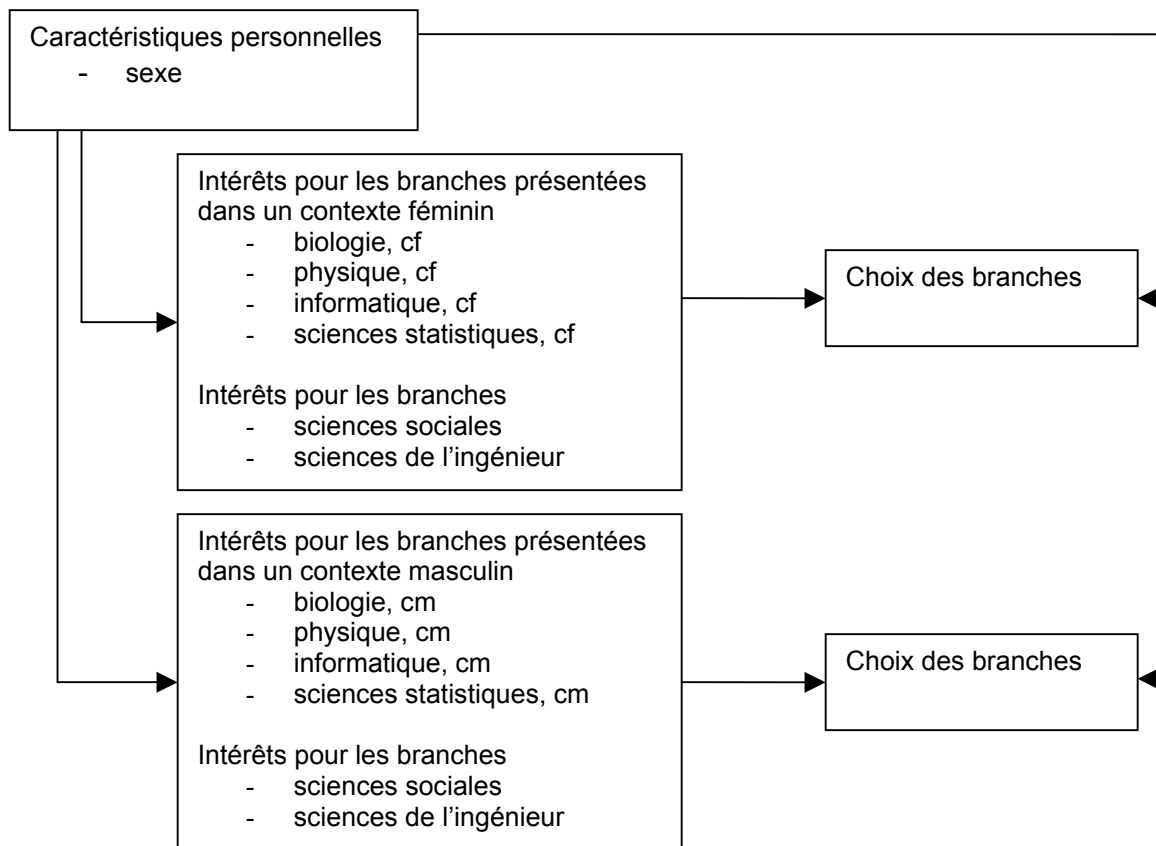 Caractéristiques personnelles
- sexe
Intérêts pour les branches présentées
dans un contexte féminin
- biologie, cf
- physique, cf
- informatique, cf
- sciences statistiques, cf
Intérêts pour les branches
- sciences sociales
- sciences de l'ingénieur
Choix des branches
Intérêts pour les branches présentées
dans un contexte masculin
- biologie, cm
- physique, cm
- informatique, cm
- sciences statistiques, cm
Intérêts pour les branches
- sciences sociales
- sciences de l'ingénieur
Choix des branches